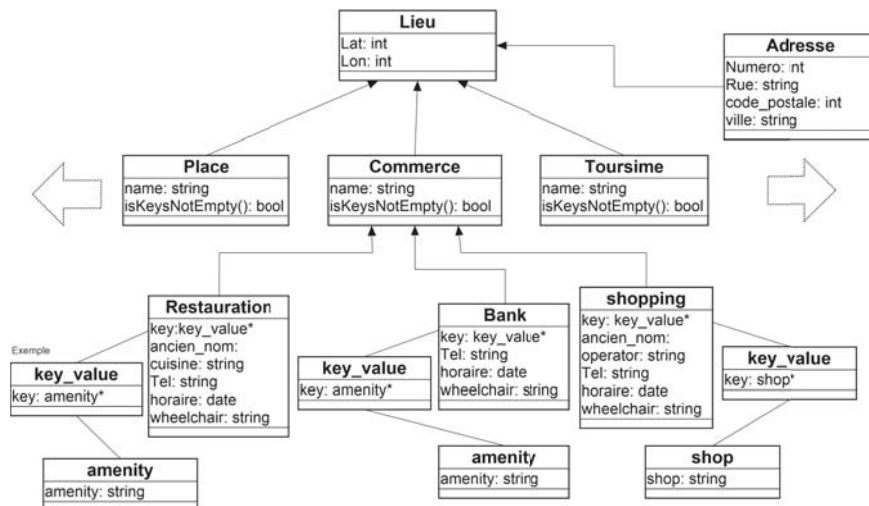 Lieu
Lat: int
Lon: int
Adresse
Numero: int
Rue: string
code_postale: int
ville: string
Place
name: string
isKeysNotEmpty(): bool
Commerce
name: string
isKeysNotEmpty(): bool
Toursime
name: string
isKeysNotEmpty(): bool
Restauration
key:key_value*
ancien_nom:
cuisine: string
Tel: string
horaire: date
wheelchair: string
Bank
key: key_value*
Tel: string
horaire: date
wheelchair: string
shopping
key: key_value*
ancien_nom:
operator: string
Tel: string
horaire: date
wheelchair: string
Exemple
key_value
key: amenity*
key_value
key: amenity*
key_value
key: shop*
amenity
amenity: string
amenity
amenity: string
shop
shop: string